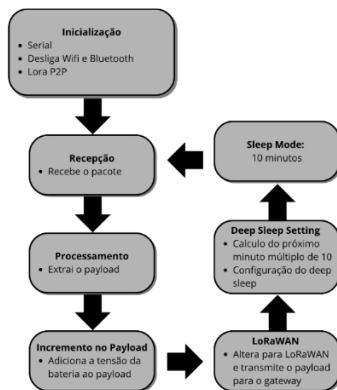 Inicialização
• Serial
• Desliga Wifi e Bluetooth
• Lora P2P
Recepção
• Recebe o pacote
Processamento
• Extrai o payload
Incremento no Payload
• Adiciona a tensão da
bateria ao payload
LoRaWAN
• Altera para LoRaWAN
e transmite o payload
para o gateway
Deep Sleep Setting
• Calculo do próximo
minuto múltiplo de 10
• Configuração do deep
sleep
Sleep Mode:
10 minutos